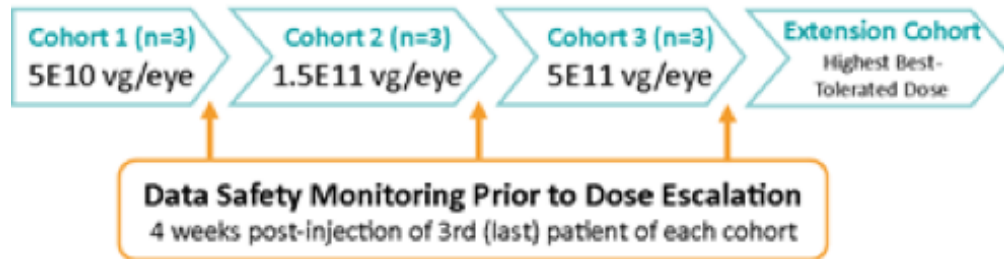 Cohort 1 (n=3)
5E10 vg/eye
Cohort 2 (n=3)
1.5E11 vg/eye
Cohort 3 (n=3)
5E11 vg/eye
Extension Cohort
Highest Best-
Tolerated Dose
Data Safety Monitoring Prior to Dose Escalation
4 weeks post-injection of 3rd (last) patient of each cohort